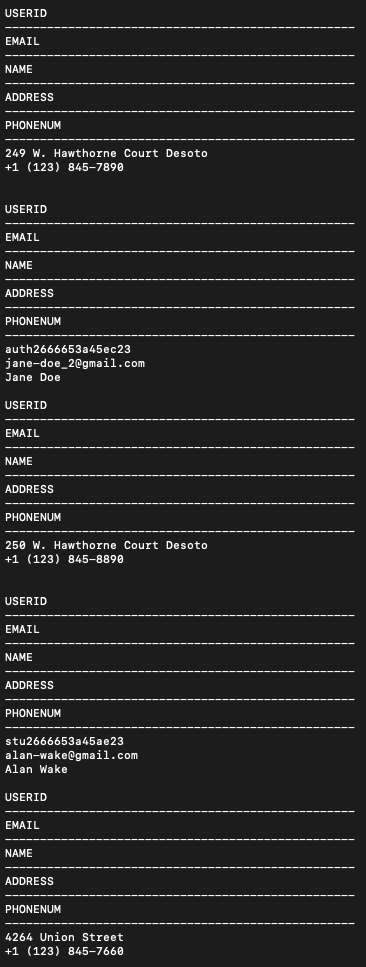 USERID
EMAIL
NAME
ADDRESS
PHONENUM
249 W. Hawthorne Court Desoto
+1 (123) 845-7890
USERID
EMAIL
NAME
ADDRESS
PHONENUM
auth2666653a45ec23
jane-doe_2@gmail.com
Jane Doe
USERID
EMAIL
NAME
ADDRESS
PHONENUM
250 W. Hawthorne Court Desoto
+1 (123) 845-8890
USERID
EMAIL
NAME
ADDRESS
PHONENUM
stu2666653a45ae23
alan-wake@gmail.com
Alan Wake
USERID
EMAIL
NAME
ADDRESS
PHONENUM
4264 Union Street
+1 (123) 845-7660